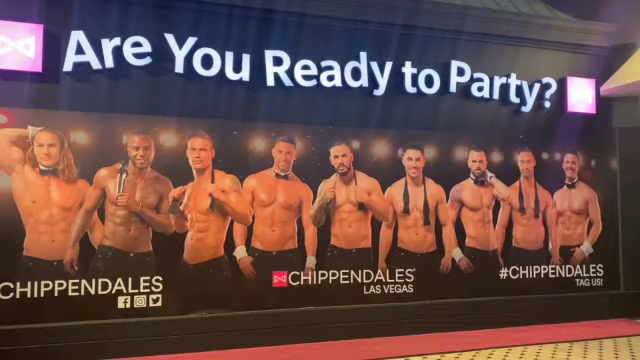 Are You Ready to Party?
CHIPPENDALES
CHIPPENDALES®
LAS VEGAS
#CHIPPENDALES
TAG US!